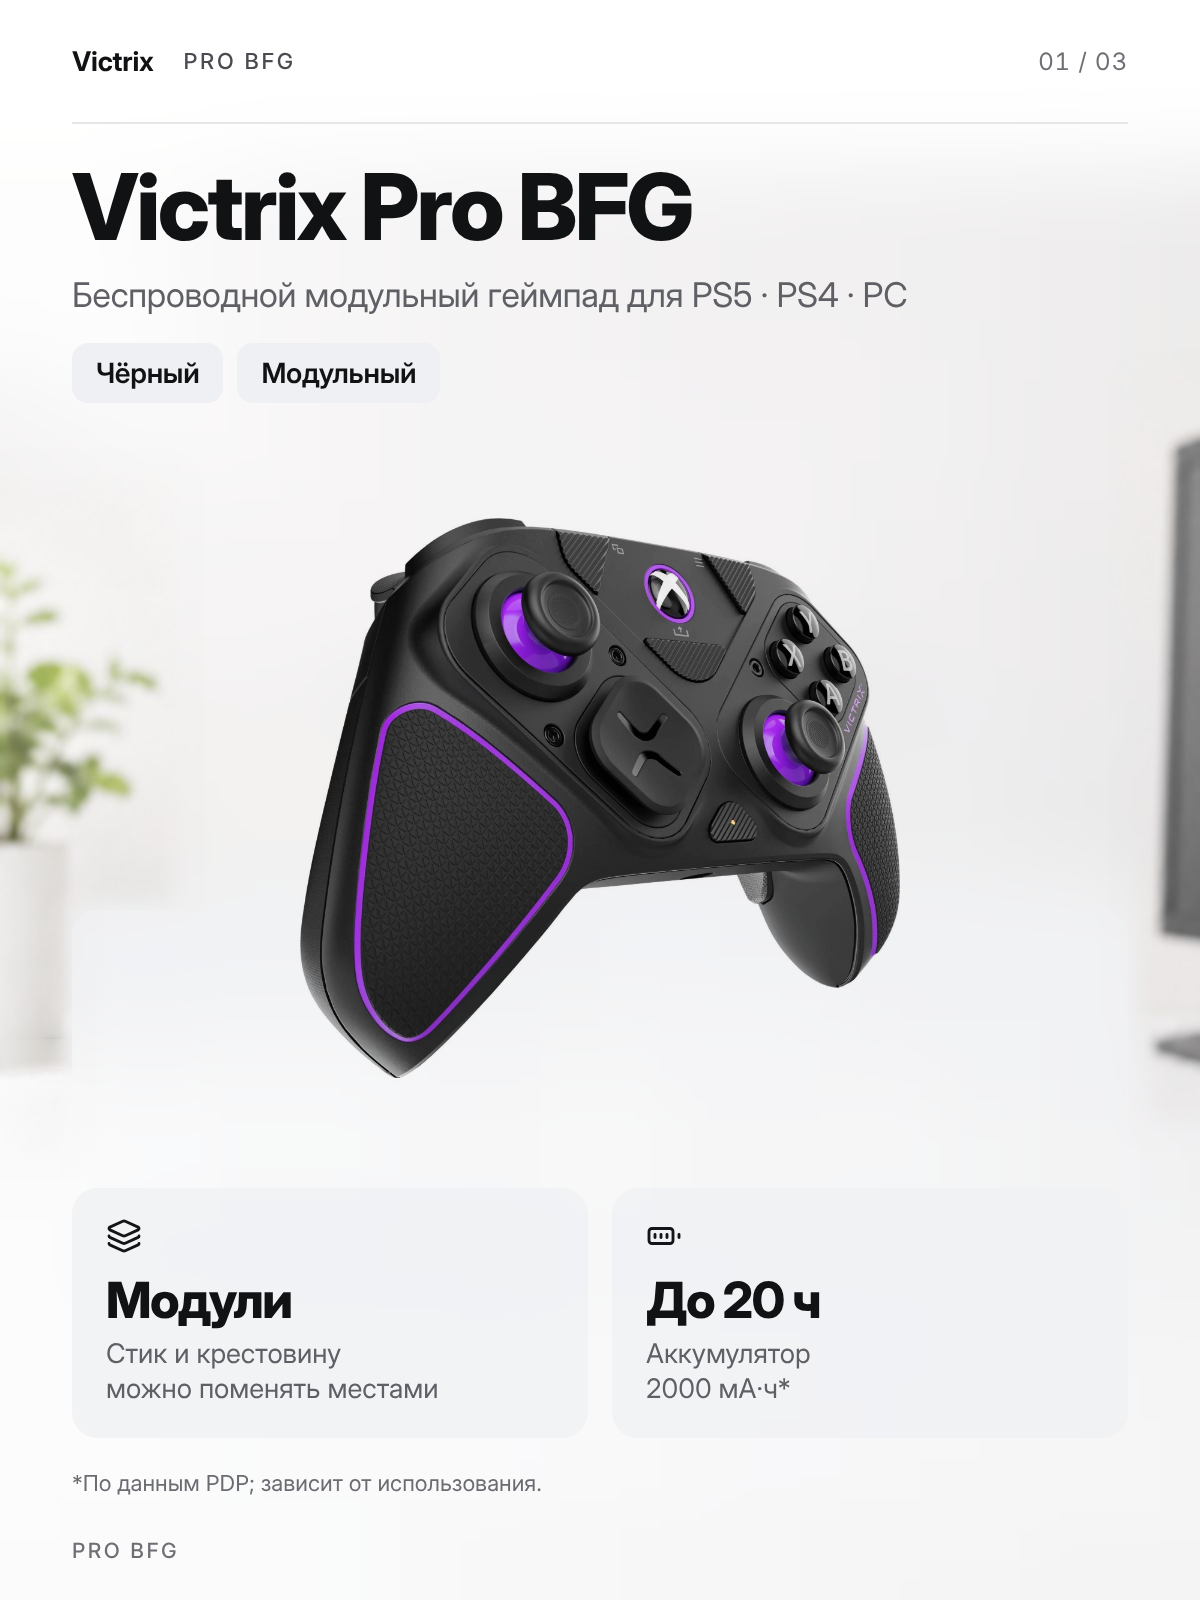 Victrix PRO BFG 01 / 03
Victrix Pro BFG
Беспроводной модульный геймпад для PS5 · PS4 · PC
Чёрный Модульный
Y
X B
A
VICTRIX
Модули
Стик и крестовину
можно поменять местами
До 20 ч
Аккумулятор
2000 мА·ч*
*По данным PDP; зависит от использования.
PRO BFG